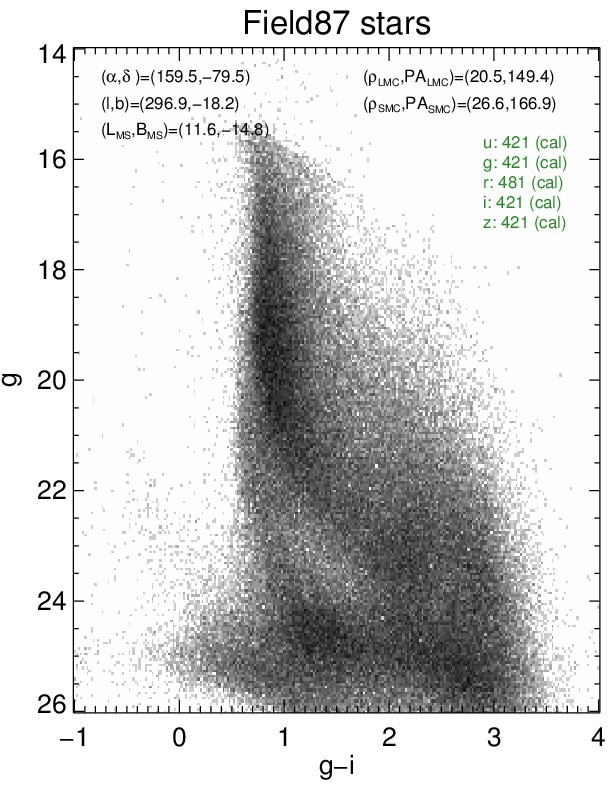 Field87 stars
(α,δ )=(159.5,−79.5)
(ρLMC,PALMC)=(20.5,149.4)
(l,b)=(296.9,−18.2)
(ρSMC,PASMC)=(26.6,166.9)
(LMS,BMS)=(11.6,−14.8)
u: 421 (cal)
g: 421 (cal)
r: 481 (cal)
i: 421 (cal)
z: 421 (cal)
14
16
18
20
22
24
26
g
−1 0 1 2 3 4
g−i